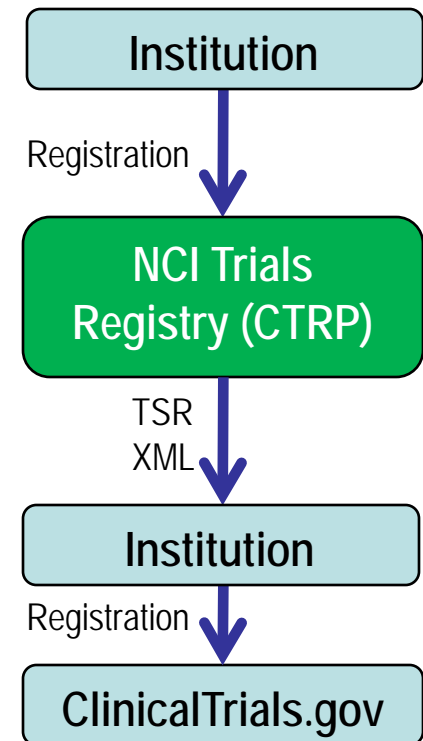 Institution
Registration
NCI Trials
Registry (CTRP)
TSR
XML
Institution
Registration
ClinicalTrials.gov